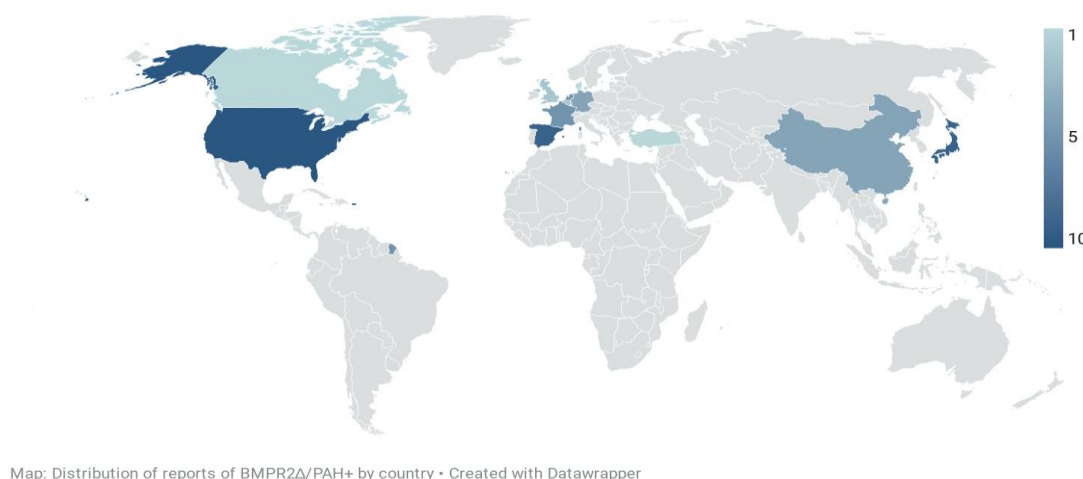 1
5
10
Map: Distribution of reports of BMPR2Δ/PAH+ by country • Created with Datawrapper